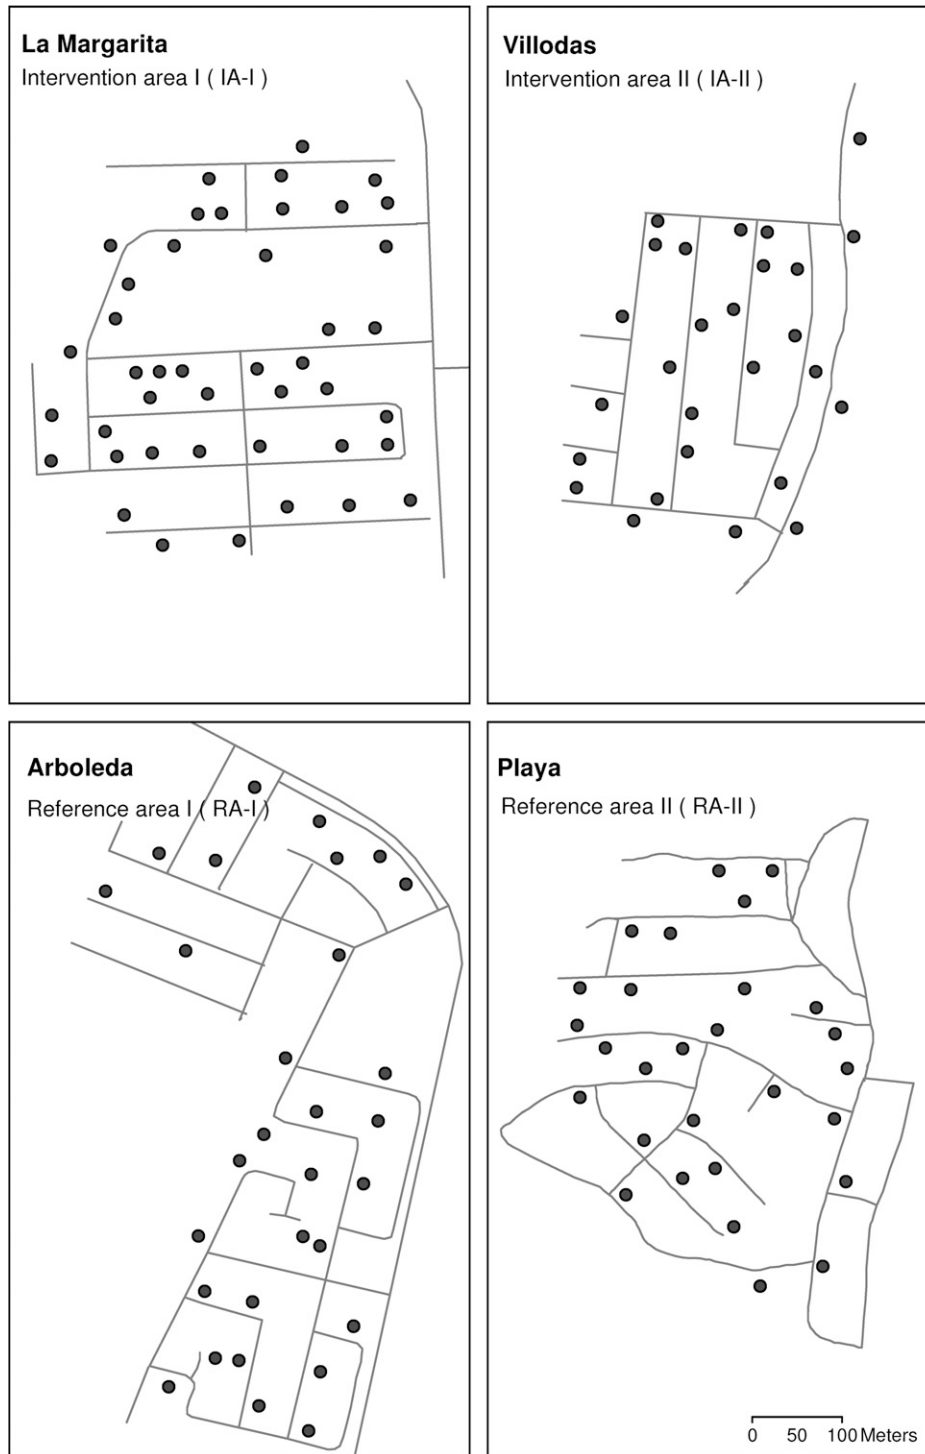 La Margarita
Intervention area I ( IA-I )
Villodas
Intervention area II ( IA-II )
Arboleda
Reference area I ( RA-I )
Playa
Reference area II ( RA-II )
0 50 100 Meters